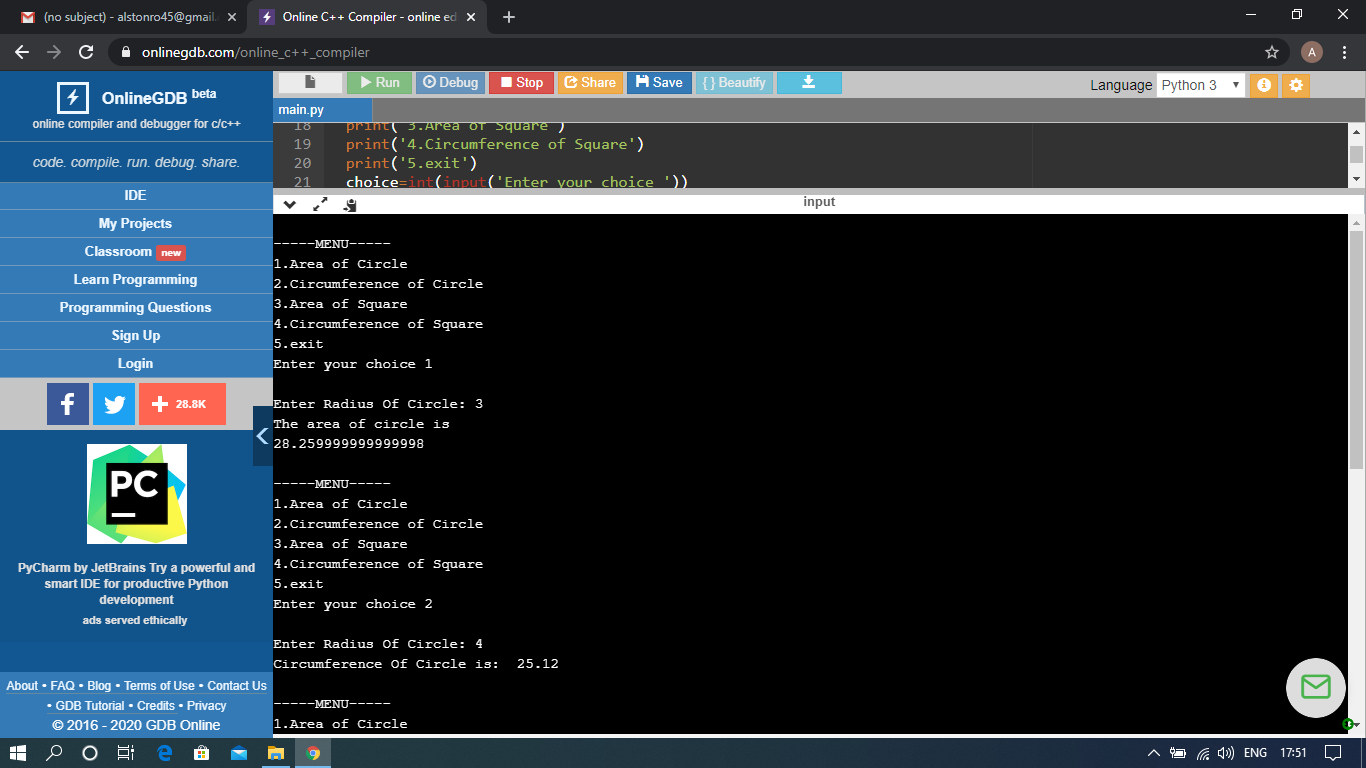 (no subject) - alstonro45@gmail.
Online C++ Compiler - online ed
onlinegdb.com/online_c++_compiler
A
OnlineGDB beta
online compiler and debugger for c/c++
code. compile. run. debug. share.
IDE
My Projects
Classroom new
Learn Programming
Programming Questions
Sign Up
Login
28.8K
PC
PyCharm by JetBrains Try a powerful and
smart IDE for productive Python
development
ads served ethically
About • FAQ • Blog • Terms of Use • Contact Us
• GDB Tutorial • Credits • Privacy
© 2016 - 2020 GDB Online
Run Debug Stop Share Save {} Beautify
Language Python 3
main.py
18 print('3.Area of Square')
19 print('4.Circumference of Square')
20 print('5.exit')
21 choice=int(input('Enter your choice '))
input
-----MENU-----
1.Area of Circle
2.Circumference of Circle
3.Area of Square
4.Circumference of Square
5.exit
Enter your choice 1
Enter Radius Of Circle: 3
The area of circle is
28.259999999999998
-----MENU-----
1.Area of Circle
2.Circumference of Circle
3.Area of Square
4.Circumference of Square
5.exit
Enter your choice 2
Enter Radius Of Circle: 4
Circumference Of Circle is:  25.12
-----MENU-----
1.Area of Circle
ENG 17:51